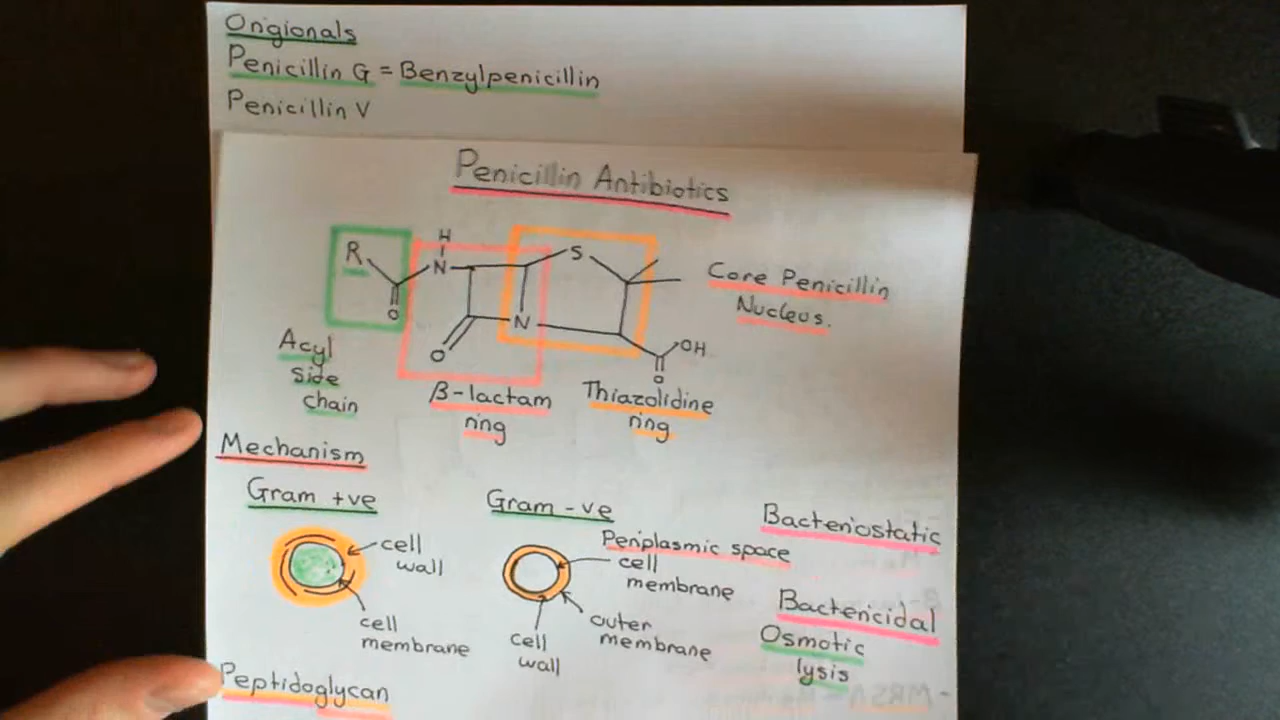 Origionals
Penicillin G = Benzylpenicillin
Penicillin V
Penicillin Antibiotics
R
H
N
O
O
N
S
OH
O
Core Penicillin
Nucleus.
Acyl
side
chain
β-lactam
ring
Thiazolidine
ring
Mechanism
Gram +ve
cell
wall
cell
membrane
Gram -ve
Periplasmic space
cell
membrane
outer
membrane
cell
wall
Bacteriostatic
Bactericidal
Osmotic
lysis
Peptidoglycan